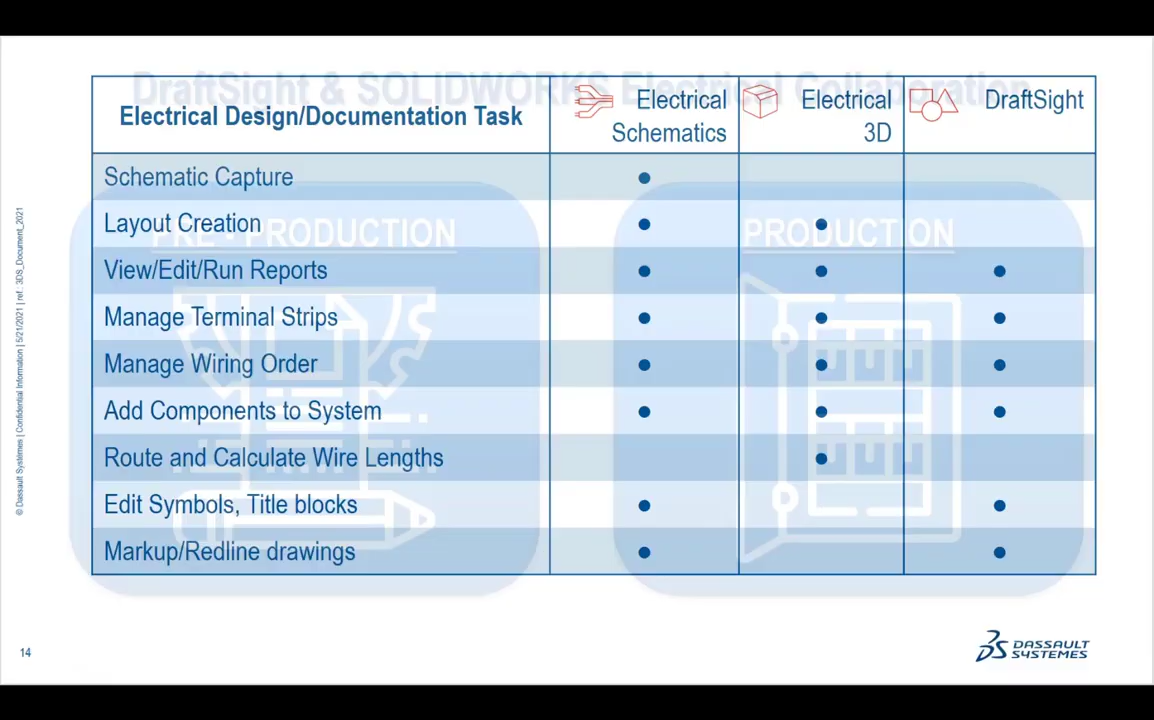 DraftSight & SOLIDWORKS Electrical Collaboration
Electrical Design/Documentation Task
Electrical
Schematics
Electrical
3D
DraftSight
Schematic Capture
Layout Creation
PRE - PRODUCTION
PRODUCTION
View/Edit/Run Reports
Manage Terminal Strips
Manage Wiring Order
Add Components to System
Route and Calculate Wire Lengths
Edit Symbols, Title blocks
Markup/Redline drawings
© Dassault Systèmes | Confidential Information | 5/21/2021 | ref.: 3DS_Document_2021
14
DASSAULT
SYSTEMES